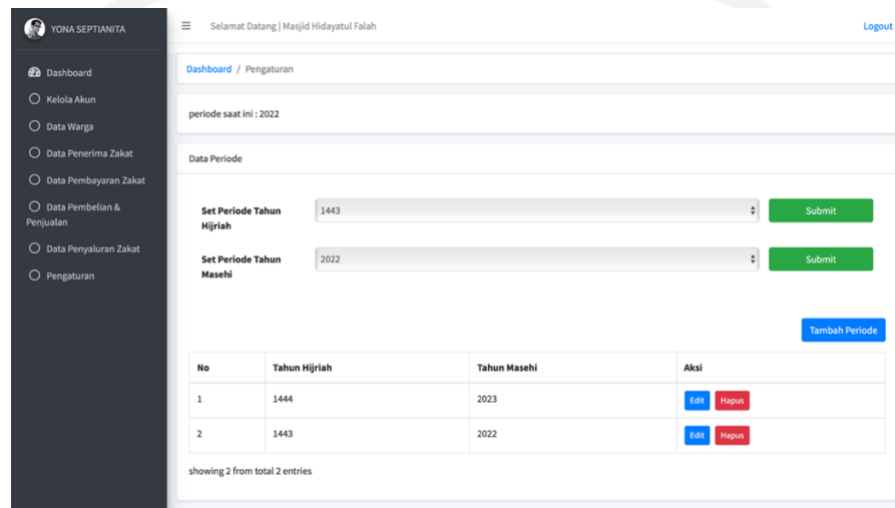 YONA SEPTIANITA
Selamat Datang | Masjid Hidayatul Falah
Logout
Dashboard
Kelola Akun
Data Warga
Data Penerima Zakat
Data Pembayaran Zakat
Data Pembelian &
Penjualan
Data Penyaluran Zakat
Pengaturan
Dashboard / Pengaturan
periode saat ini : 2022
Data Periode
Set Periode Tahun
Hijriah
1443
Submit
Set Periode Tahun
Masehi
2022
Submit
Tambah Periode
No Tahun Hijriah Tahun Masehi Aksi
1 1444 2023 Edit Hapus
2 1443 2022 Edit Hapus
showing 2 from total 2 entries